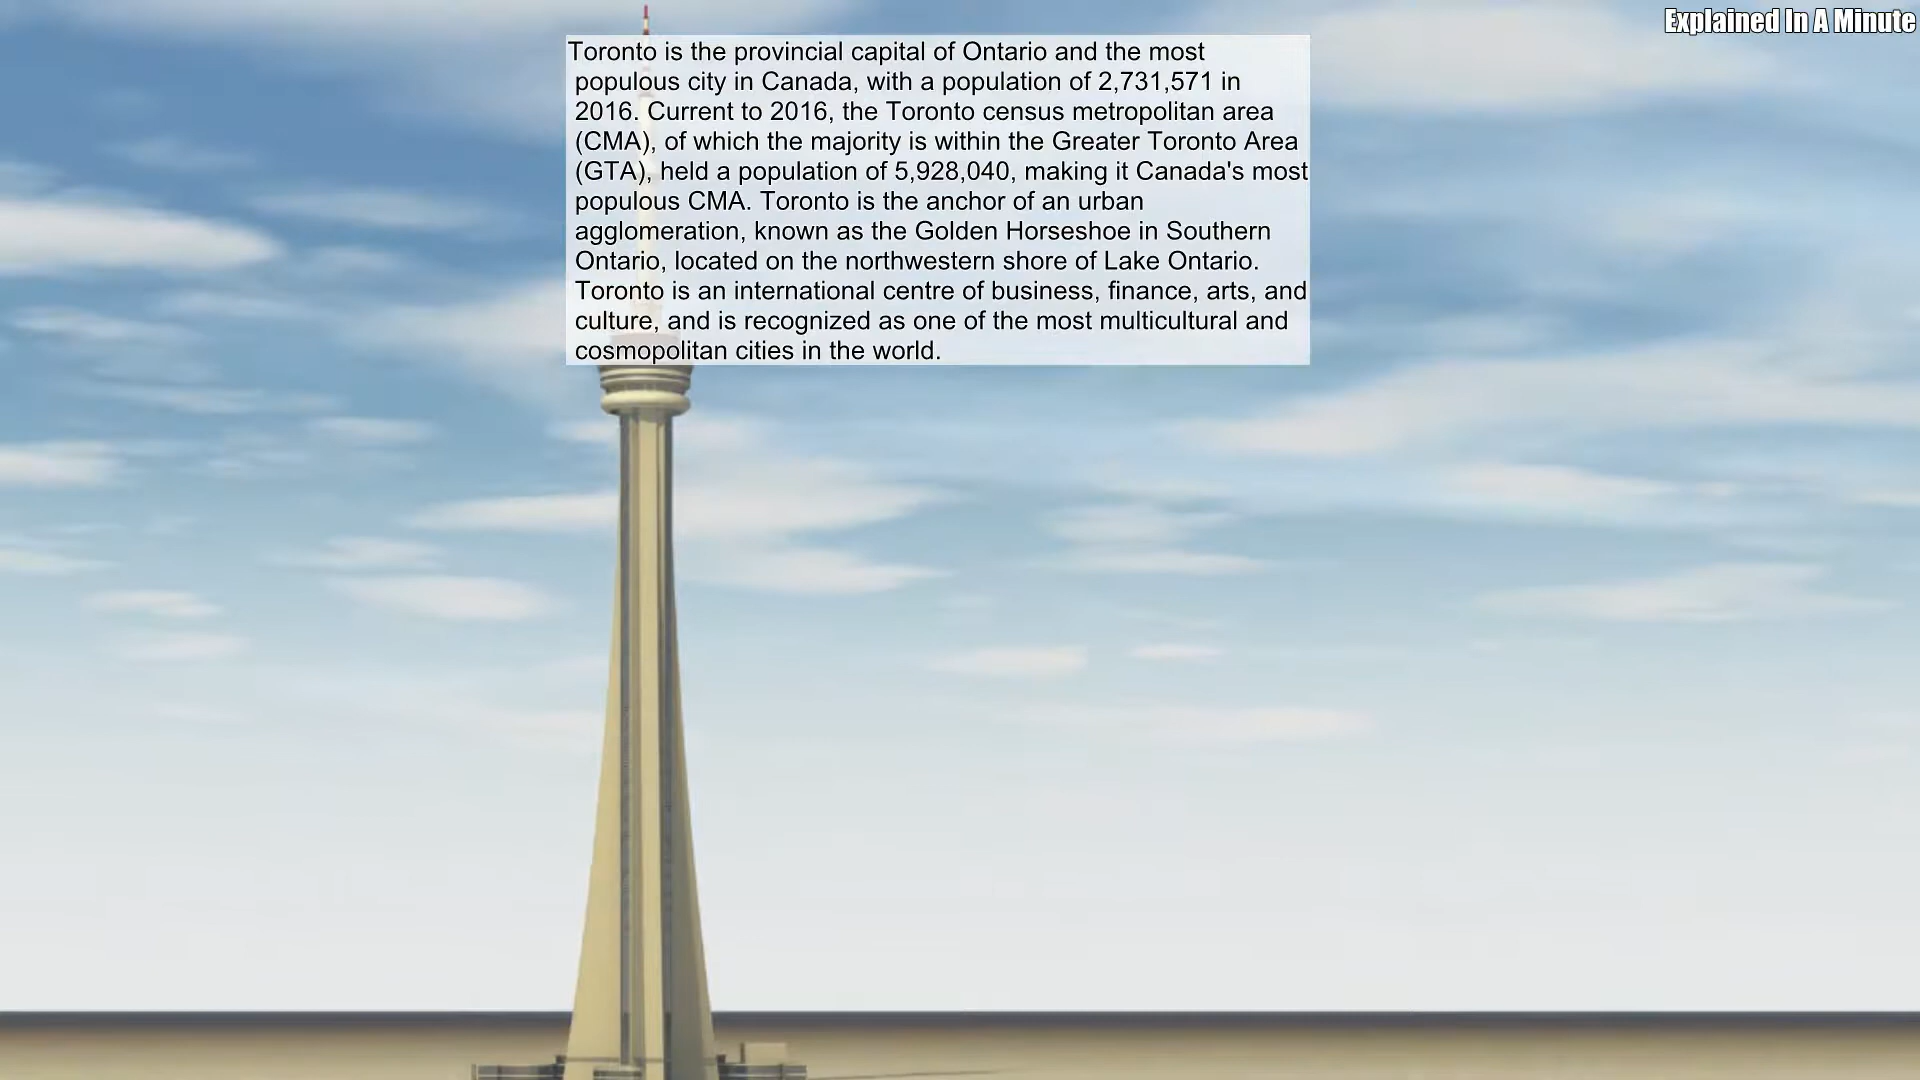 Explained In A Minute
Toronto is the provincial capital of Ontario and the most
populous city in Canada, with a population of 2,731,571 in
2016. Current to 2016, the Toronto census metropolitan area
(CMA), of which the majority is within the Greater Toronto Area
(GTA), held a population of 5,928,040, making it Canada's most
populous CMA. Toronto is the anchor of an urban
agglomeration, known as the Golden Horseshoe in Southern
Ontario, located on the northwestern shore of Lake Ontario.
Toronto is an international centre of business, finance, arts, and
culture, and is recognized as one of the most multicultural and
cosmopolitan cities in the world.